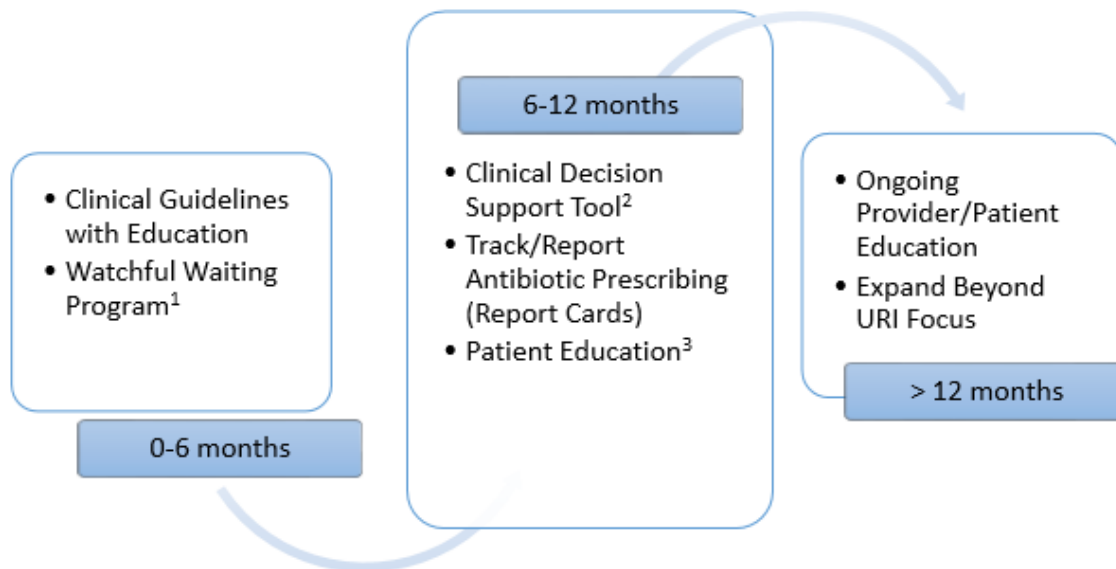 • Clinical Guidelines
with Education
• Watchful Waiting
Program¹
0-6 months
6-12 months
• Clinical Decision
Support Tool²
• Track/Report
Antibiotic Prescribing
(Report Cards)
• Patient Education³
• Ongoing
Provider/Patient
Education
• Expand Beyond
URI Focus
> 12 months